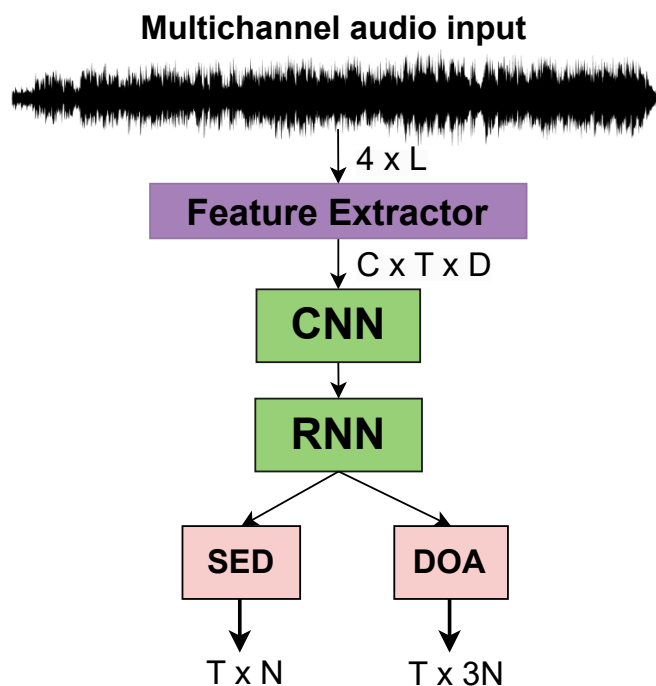 Multichannel audio input
4 x L
Feature Extractor
C x T x D
CNN
RNN
SED
DOA
T x N
T x 3N